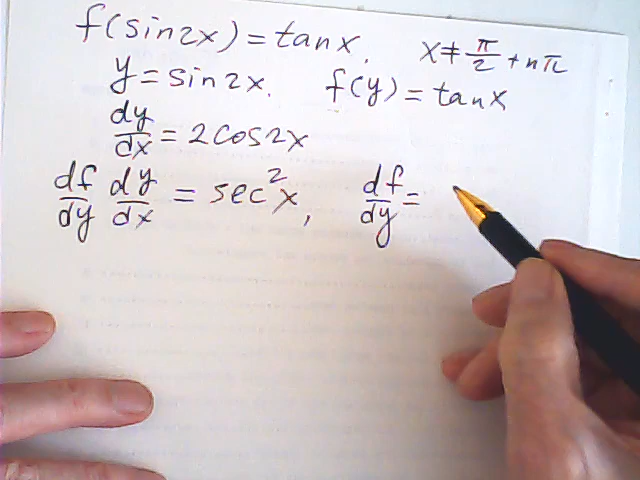 f(sin2x) = tanx, x ≠ π/2 + nπ
y = sin2x. f(y) = tanx
dy/dx = 2cos2x
df/dy dy/dx = sec²x, df/dy =